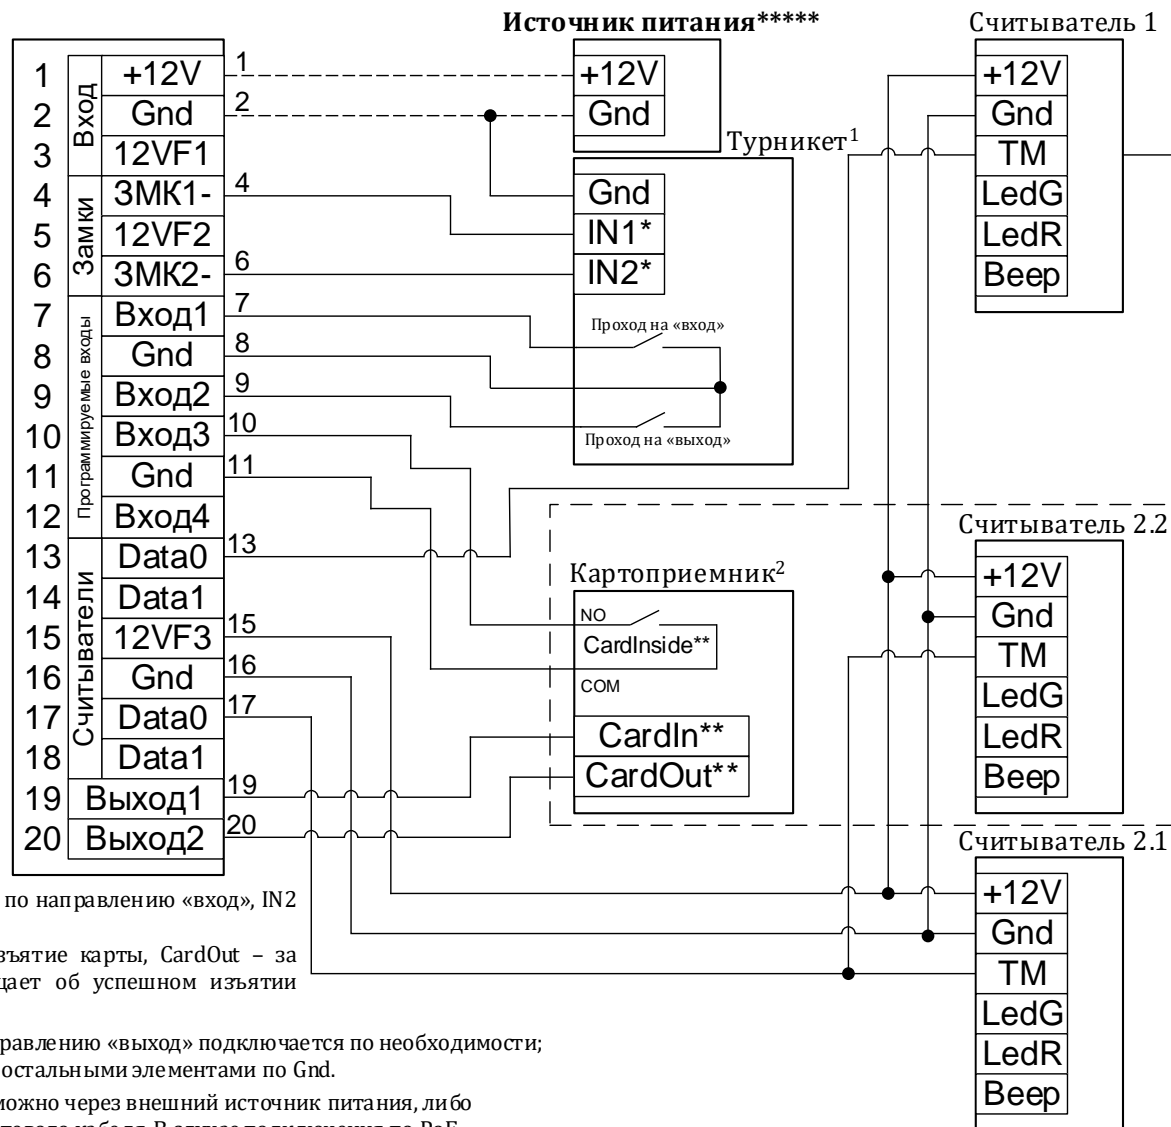 Источник питания*****
Считыватель 1
1 +12V 1
2 Gnd 2
3 12VF1
Вход
4 ЗМК1- 4
5 12VF2
6 ЗМК2- 6
Замки
7 Вход1 7
8 Gnd 8
9 Вход2 9
10 Вход3 10
11 Gnd 11
12 Вход4
Программируемые входы
13 Data0 13
14 Data1
15 12VF3 15
16 Gnd 16
17 Data0 17
18 Data1
Считыватели
19 Выход1 19
20 Выход2 20
+12V
Gnd
Турникет1
Gnd
IN1*
IN2*
Проход на «вход»
Проход на «выход»
+12V
Gnd
TM
LedG
LedR
Beep
Картоприемник2
NO
CardInside**
COM
CardIn**
CardOut**
Считыватель 2.2
+12V
Gnd
TM
LedG
LedR
Beep
Считыватель 2.1
+12V
Gnd
TM
LedG
LedR
Beep
по направлению «вход», IN2
зъятие карты, CardOut – за
щает об успешном изъятии
равлению «выход» подключается по необходимости;
остальными элементами по Gnd.
можно через внешний источник питания, либо